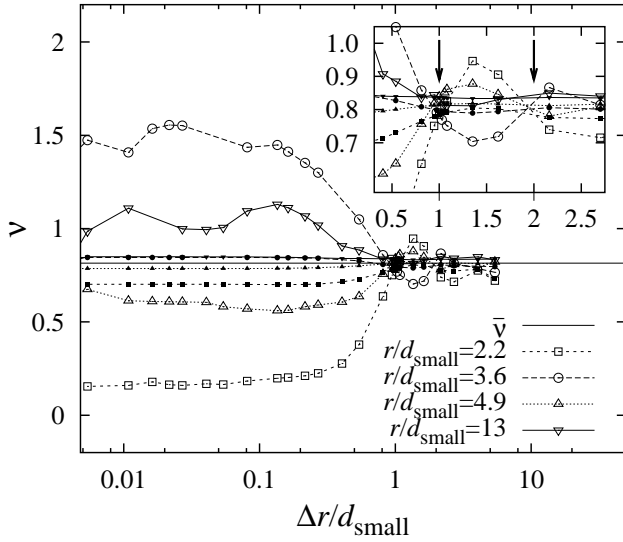 2
1.5
1
0.5
0
ν
0.01
0.1
1
10
Δr/d_small
1.0
0.9
0.8
0.7
0.5
1
1.5
2
2.5
ν̄
r/d_small=2.2
r/d_small=3.6
r/d_small=4.9
r/d_small=13